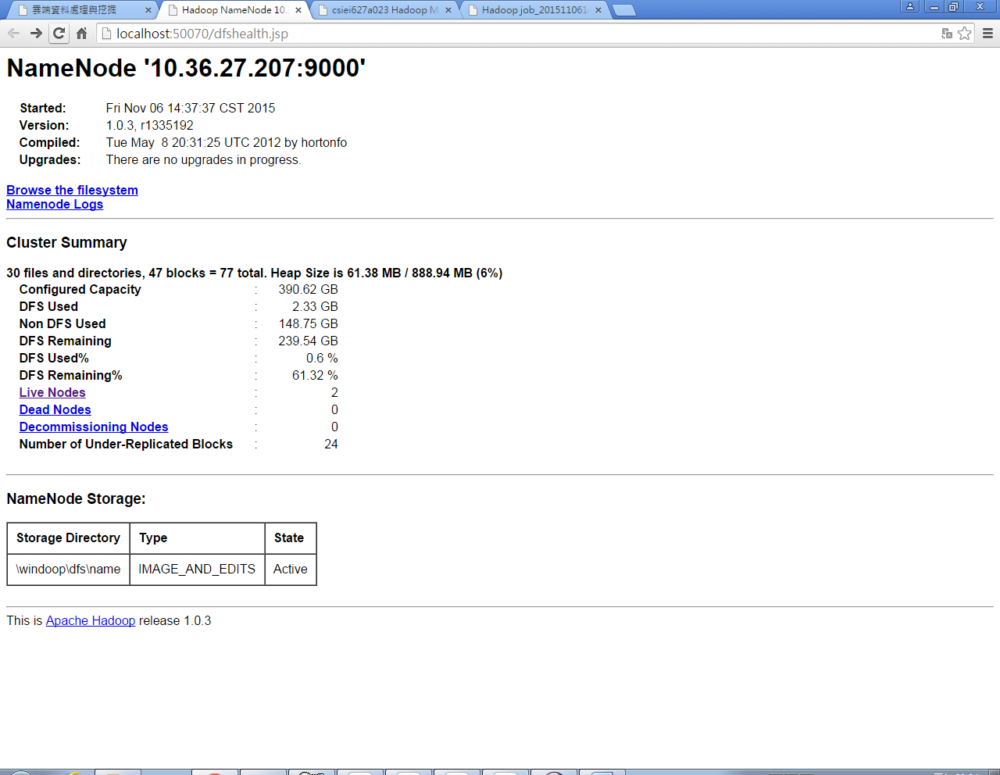 雲端資料處理與挖掘
Hadoop NameNode 10.
csiei627a023 Hadoop M
Hadoop job_201511061
localhost:50070/dfshealth.jsp
NameNode '10.36.27.207:9000'
Started: Fri Nov 06 14:37:37 CST 2015
Version: 1.0.3, r1335192
Compiled: Tue May 8 20:31:25 UTC 2012 by hortonfo
Upgrades: There are no upgrades in progress.
Browse the filesystem
Namenode Logs
Cluster Summary
30 files and directories, 47 blocks = 77 total. Heap Size is 61.38 MB / 888.94 MB (6%)
Configured Capacity : 390.62 GB
DFS Used : 2.33 GB
Non DFS Used : 148.75 GB
DFS Remaining : 239.54 GB
DFS Used% : 0.6 %
DFS Remaining% : 61.32 %
Live Nodes : 2
Dead Nodes : 0
Decommissioning Nodes : 0
Number of Under-Replicated Blocks : 24
NameNode Storage:
Storage Directory Type State
\windoop\dfs\name IMAGE_AND_EDITS Active
This is Apache Hadoop release 1.0.3